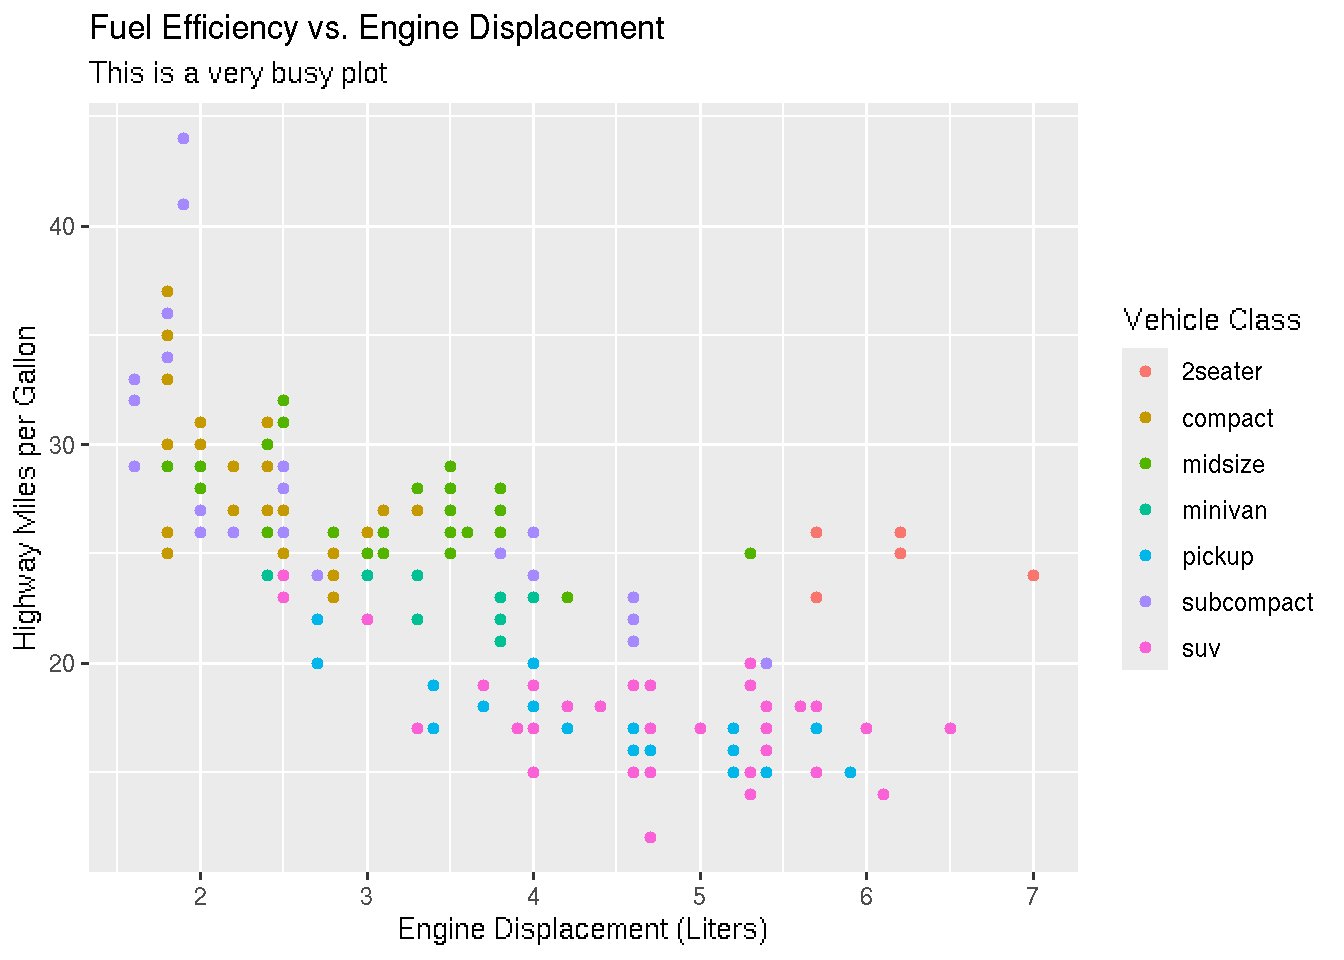 Fuel Efficiency vs. Engine Displacement
This is a very busy plot
40
30
20
Highway Miles per Gallon
2 3 4 5 6 7
Engine Displacement (Liters)
Vehicle Class
2seater
compact
midsize
minivan
pickup
subcompact
suv